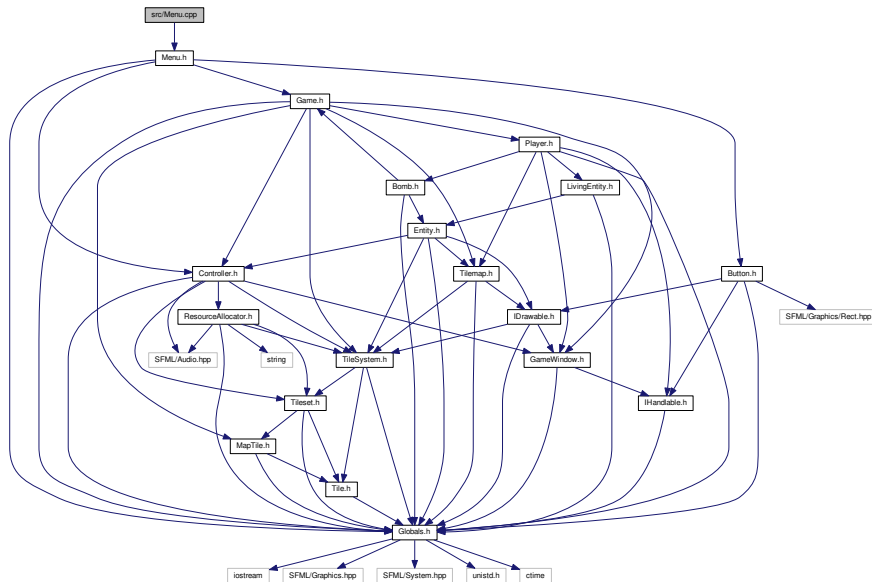 src/Menu.cpp
Menu.h
Game.h
Player.h
Bomb.h
LivingEntity.h
Entity.h
Controller.h
Tilemap.h
Button.h
ResourceAllocator.h
IDrawable.h
SFML/Graphics/Rect.hpp
SFML/Audio.hpp
string
TileSystem.h
GameWindow.h
Tileset.h
IHandlable.h
MapTile.h
Tile.h
Globals.h
iostream
SFML/Graphics.hpp
SFML/System.hpp
unistd.h
ctime